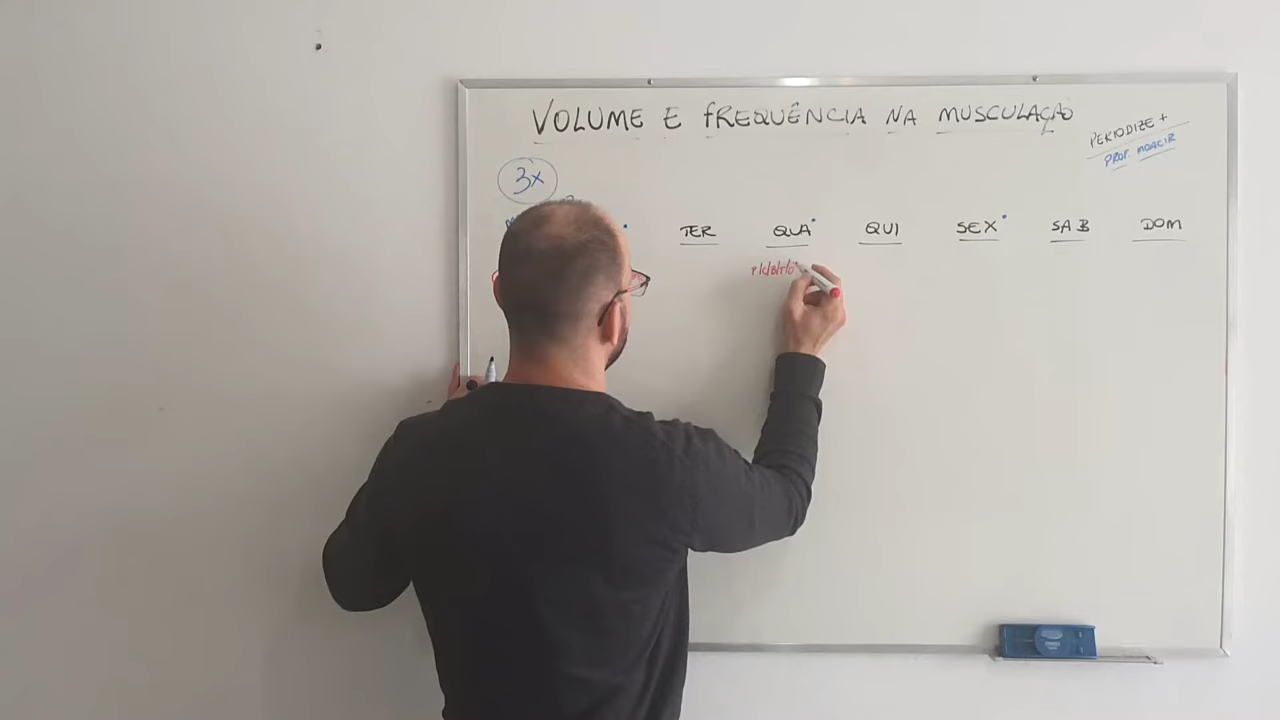 VOLUME E FREQUÊNCIA NA MUSCULAÇÃO
PERIODIZE +
PROF. MOACIR
3x
TER QUA QUI SEX SAB DOM